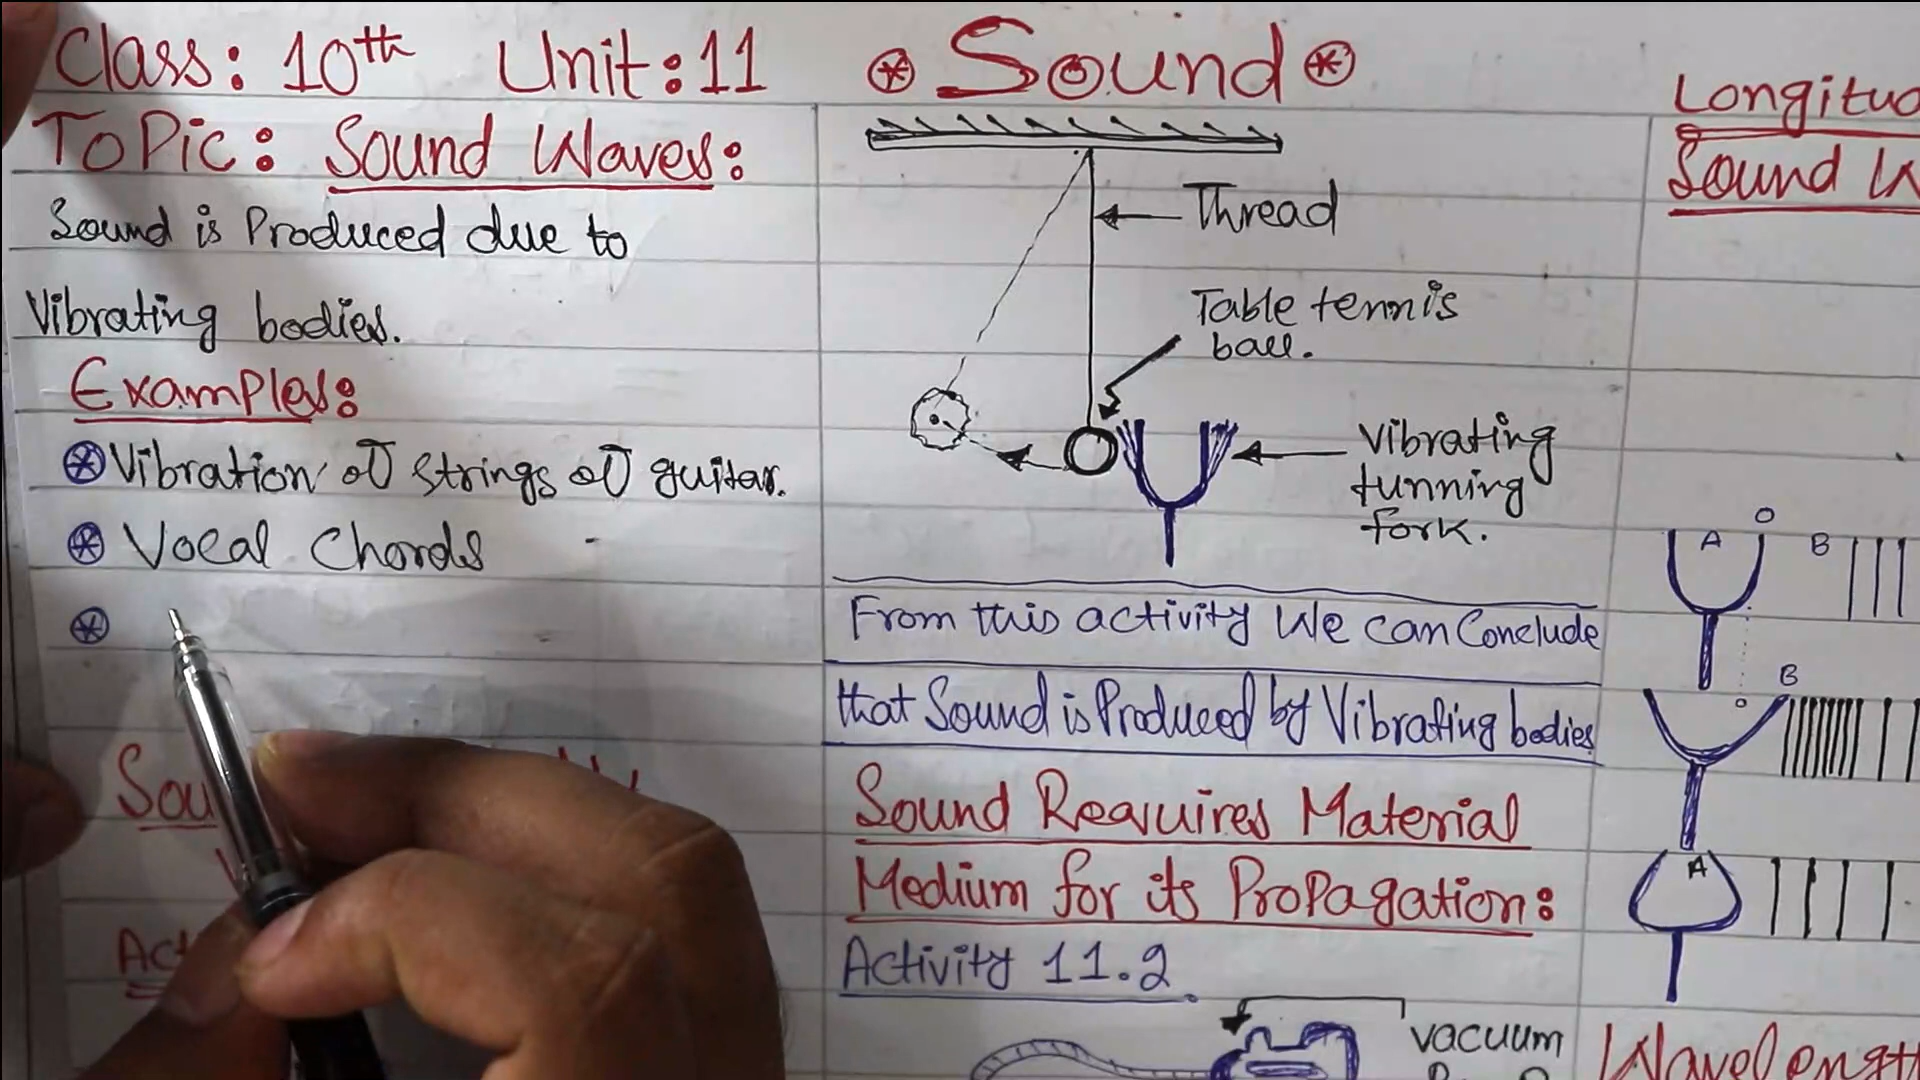 Class: 10th Unit: 11
Sound
Topic: Sound Waves:
Sound is Produced due to
Vibrating bodies.
Examples:
Vibration of strings of guitar.
Vocal Chords
Thread
Table tennis
ball.
Vibrating
tunning
fork.
From this activity We can Conclude
that Sound is Produced by Vibrating bodies
Sound Requires Material
Medium for its Propagation:
Activity 11.2
vacuum
Sound
A
B
B
A
Wavelength